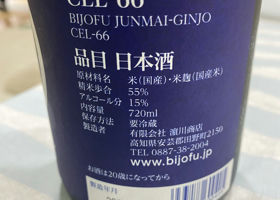 CEL 66
BIJOFU JUNMAI-GINJO
CEL-66
品目 日本酒
原材料名 米(国産)・米麹(国産米)
精米歩合 55%
アルコール分 15%
内容量 720ml
保存方法 要冷蔵
製造者 有限会社 濵川商店
高知県安芸郡田野町2150
TEL 0887-38-2004
www.bijofu.jp
お酒は20歳になってから
製造年月